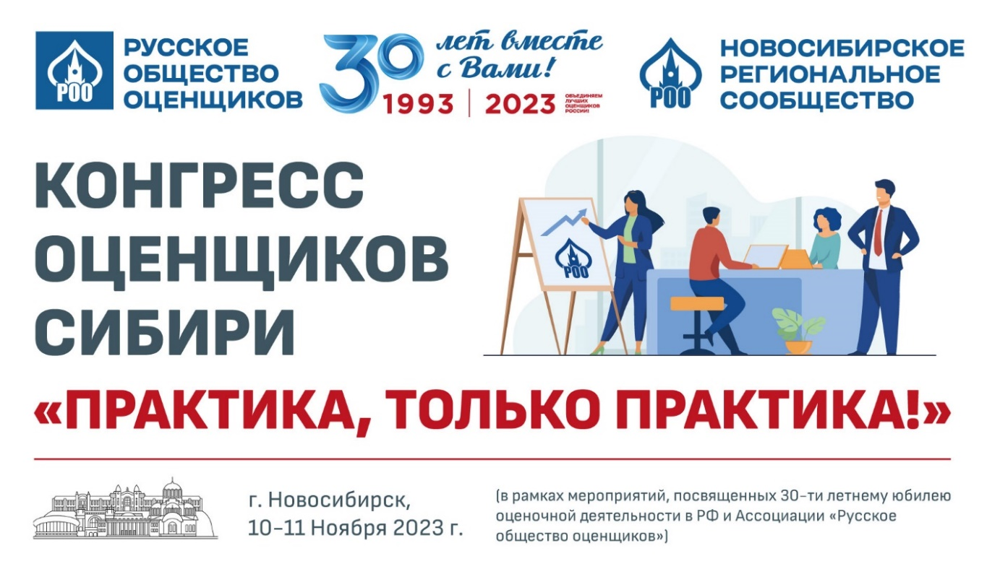 РУССКОЕ
ОБЩЕСТВО
ОЦЕНЩИКОВ
РОО
30 лет вместе
с Вами!
1993 | 2023
ОБЪЕДИНЯЕМ
ЛУЧШИХ
ОЦЕНЩИКОВ
РОССИИ!
РОО
НОВОСИБИРСКОЕ
РЕГИОНАЛЬНОЕ
СООБЩЕСТВО
КОНГРЕСС
ОЦЕНЩИКОВ
СИБИРИ
РОО
«ПРАКТИКА, ТОЛЬКО ПРАКТИКА!»
г. Новосибирск,
10-11 Ноября 2023 г.
(в рамках мероприятий, посвященных 30-ти летнему юбилею
оценочной деятельности в РФ и Ассоциации «Русское
общество оценщиков»)